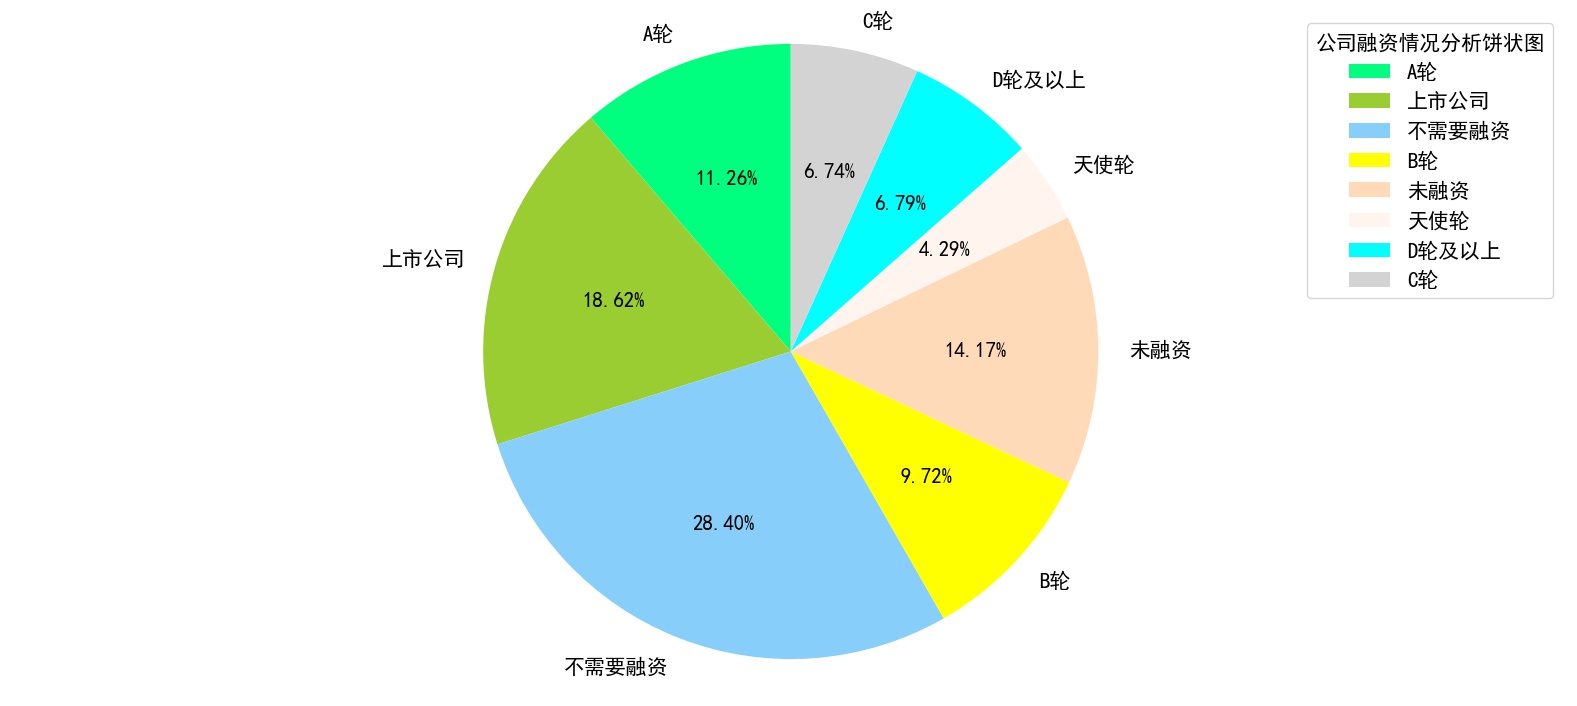 C轮
A轮
D轮及以上
天使轮
上市公司
未融资
B轮
不需要融资
11.26%
6.74%
6.79%
4.29%
18.62%
14.17%
9.72%
28.40%
公司融资情况分析饼状图
A轮
上市公司
不需要融资
B轮
未融资
天使轮
D轮及以上
C轮